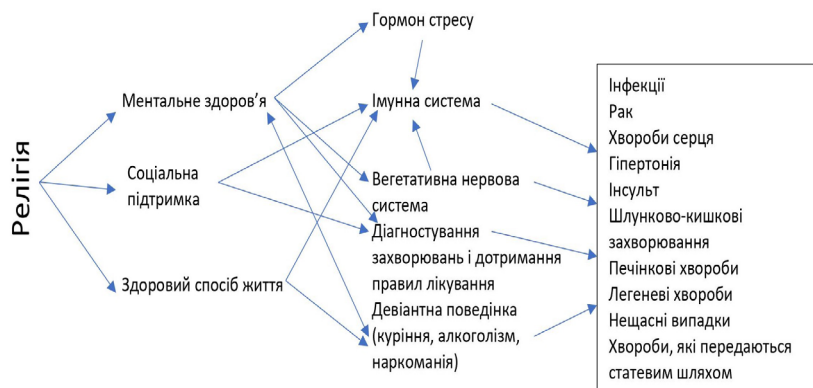 Релігія
Ментальне здоров’я
Соціальна
підтримка
Здоровий спосіб життя
Гормон стресу
Імунна система
Вегетативна нервова
система
Діагностування
захворювань і дотримання
правил лікування
Девіантна поведінка
(куріння, алкоголізм,
наркоманія)
Інфекції
Рак
Хвороби серця
Гіпертонія
Інсульт
Шлунково-кишкові
захворювання
Печінкові хвороби
Легеневі хвороби
Нещасні випадки
Хвороби, які передаються
статевим шляхом